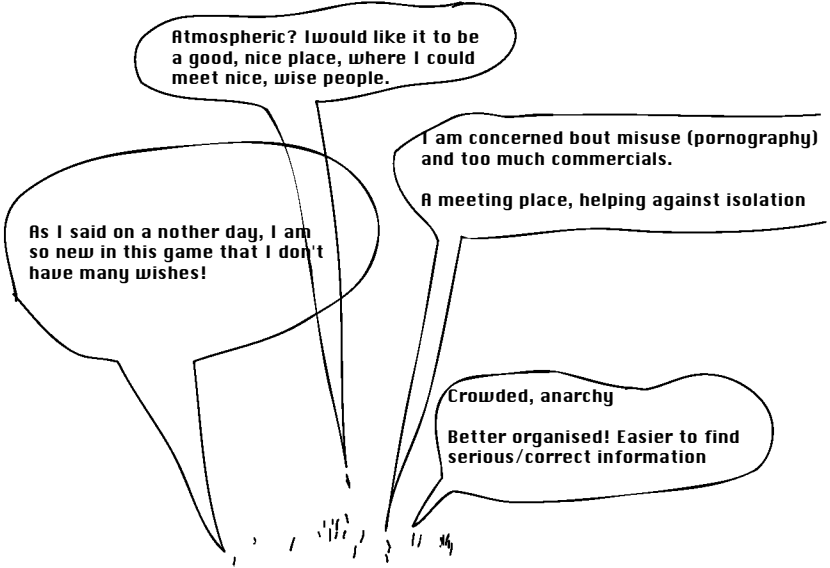 Atmospheric? Iwould like it to be
a good, nice place, where I could
meet nice, wise people.
I am concerned bout misuse (pornography)
and too much commercials.
A meeting place, helping against isolation
As I said on a nother day, I am
so new in this game that I don't
have many wishes!
Crowded, anarchy
Better organised! Easier to find
serious/correct information